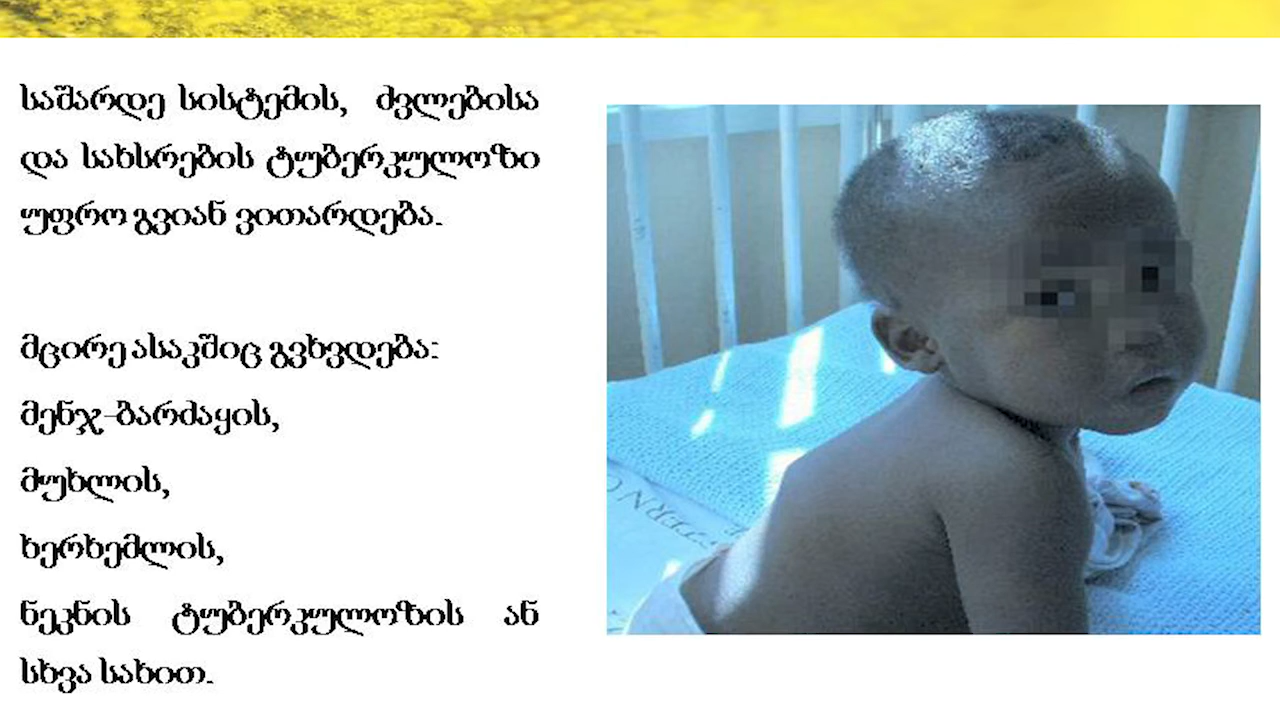 საშარდე სისტემის, ძვლებისა
და სახსრების ტუბერკულოზი
უფრო გვიან ვითარდება.
მცირე ასაკშიც გვხვდება:
მენჯ-ბარძაყის,
მუხლის,
ხერხემლის,
ნეკნის ტუბერკულოზის ან
სხვა სახით.